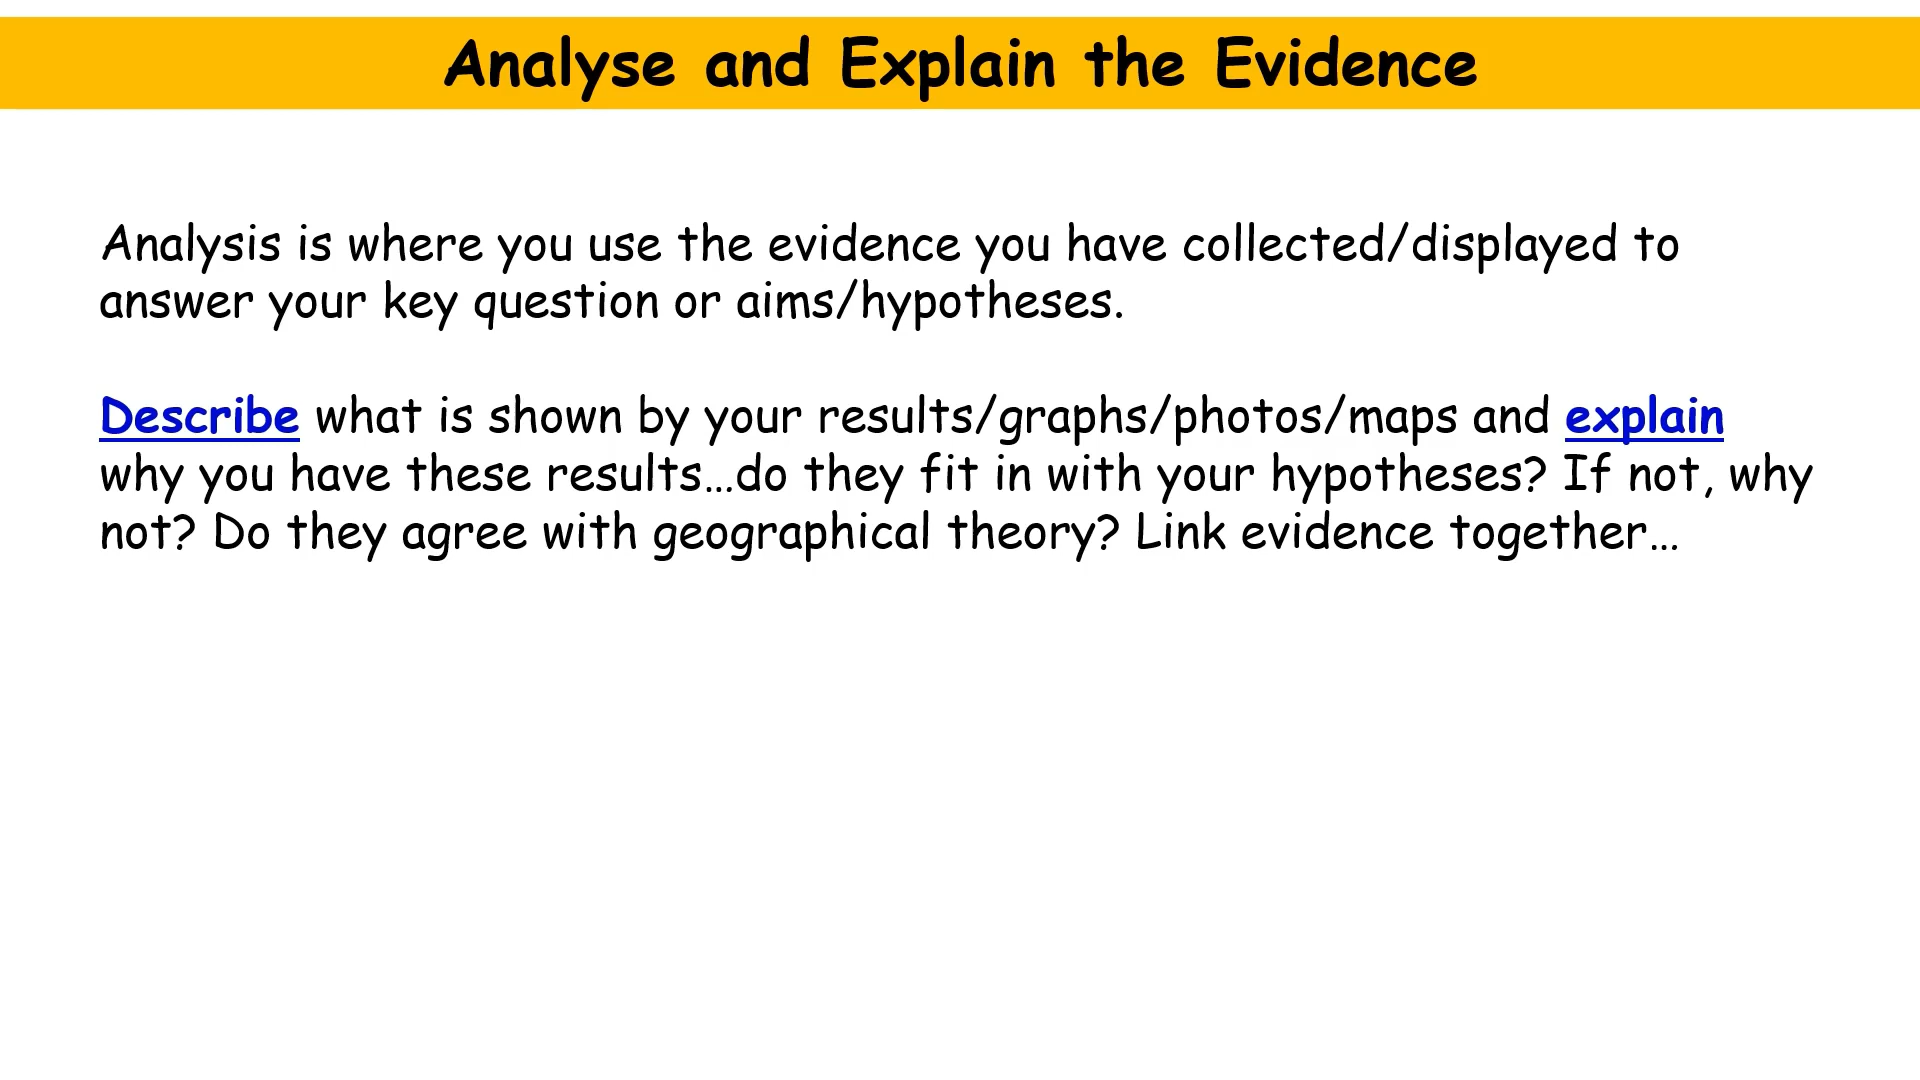 Analyse and Explain the Evidence
Analysis is where you use the evidence you have collected/displayed to
answer your key question or aims/hypotheses.
Describe what is shown by your results/graphs/photos/maps and explain
why you have these results…do they fit in with your hypotheses? If not, why
not? Do they agree with geographical theory? Link evidence together…